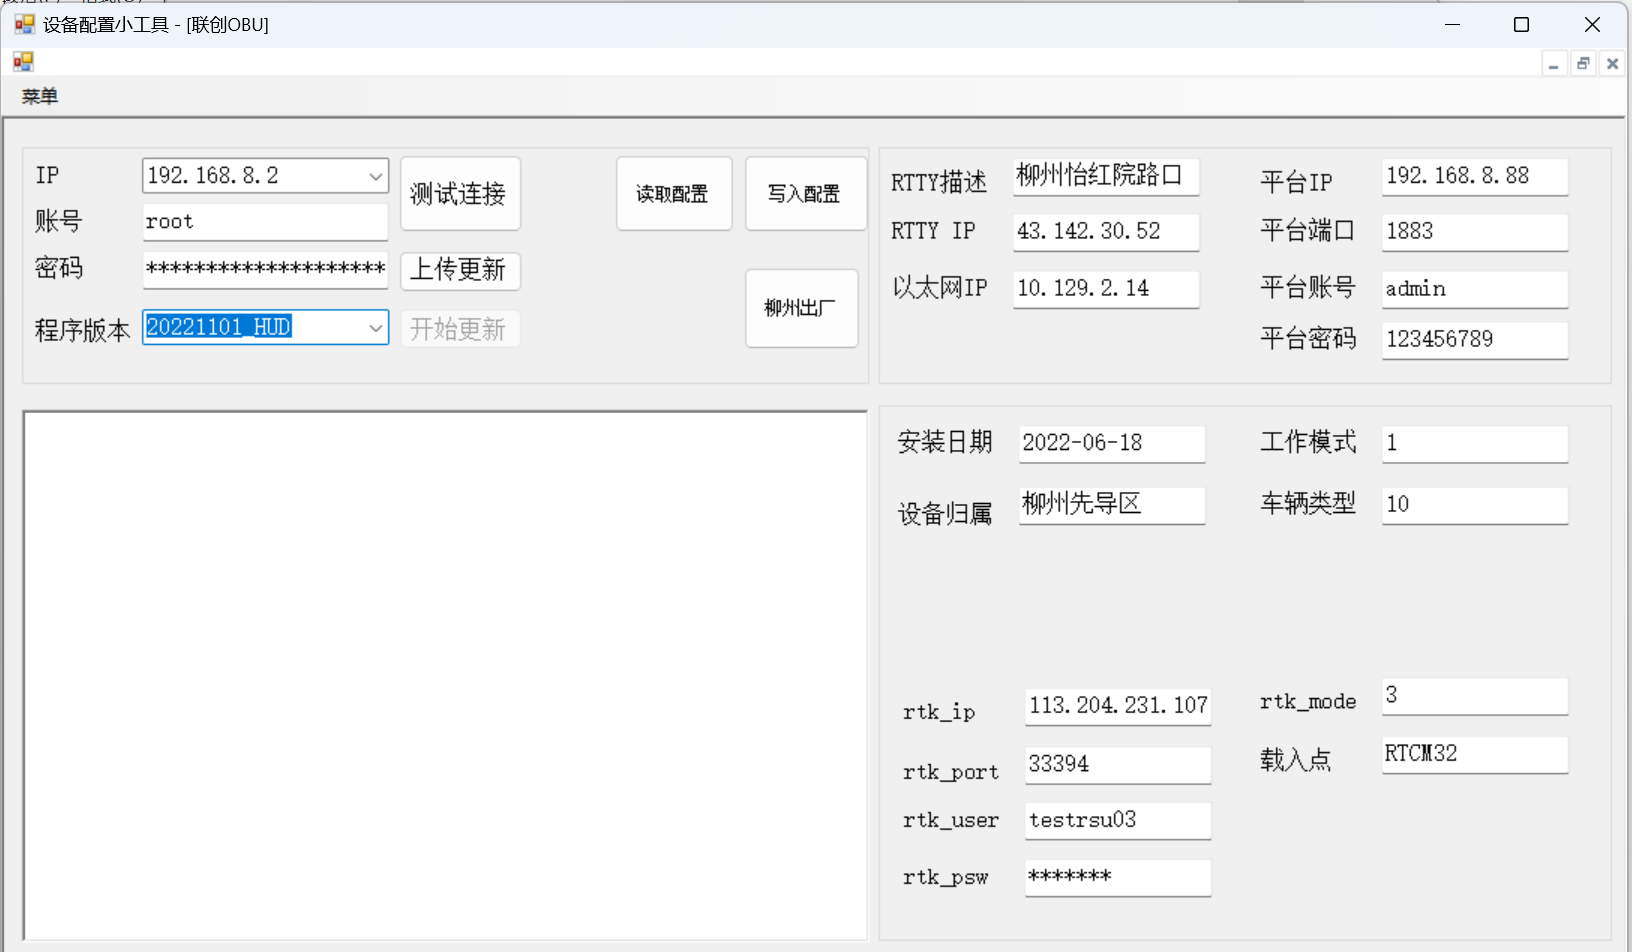 设备配置小工具 - [联创OBU]
菜单
IP
192.168.8.2
测试连接
读取配置
写入配置
账号
root
密码
********************
上传更新
柳州出厂
程序版本
20221101_HUD
开始更新
RTTY描述
柳州怡红院路口
平台IP
192.168.8.88
RTTY IP
43.142.30.52
平台端口
1883
以太网IP
10.129.2.14
平台账号
admin
平台密码
123456789
安装日期
2022-06-18
工作模式
1
设备归属
柳州先导区
车辆类型
10
rtk_ip
113.204.231.107
rtk_mode
3
rtk_port
33394
载入点
RTCM32
rtk_user
testrsu03
rtk_psw
*******